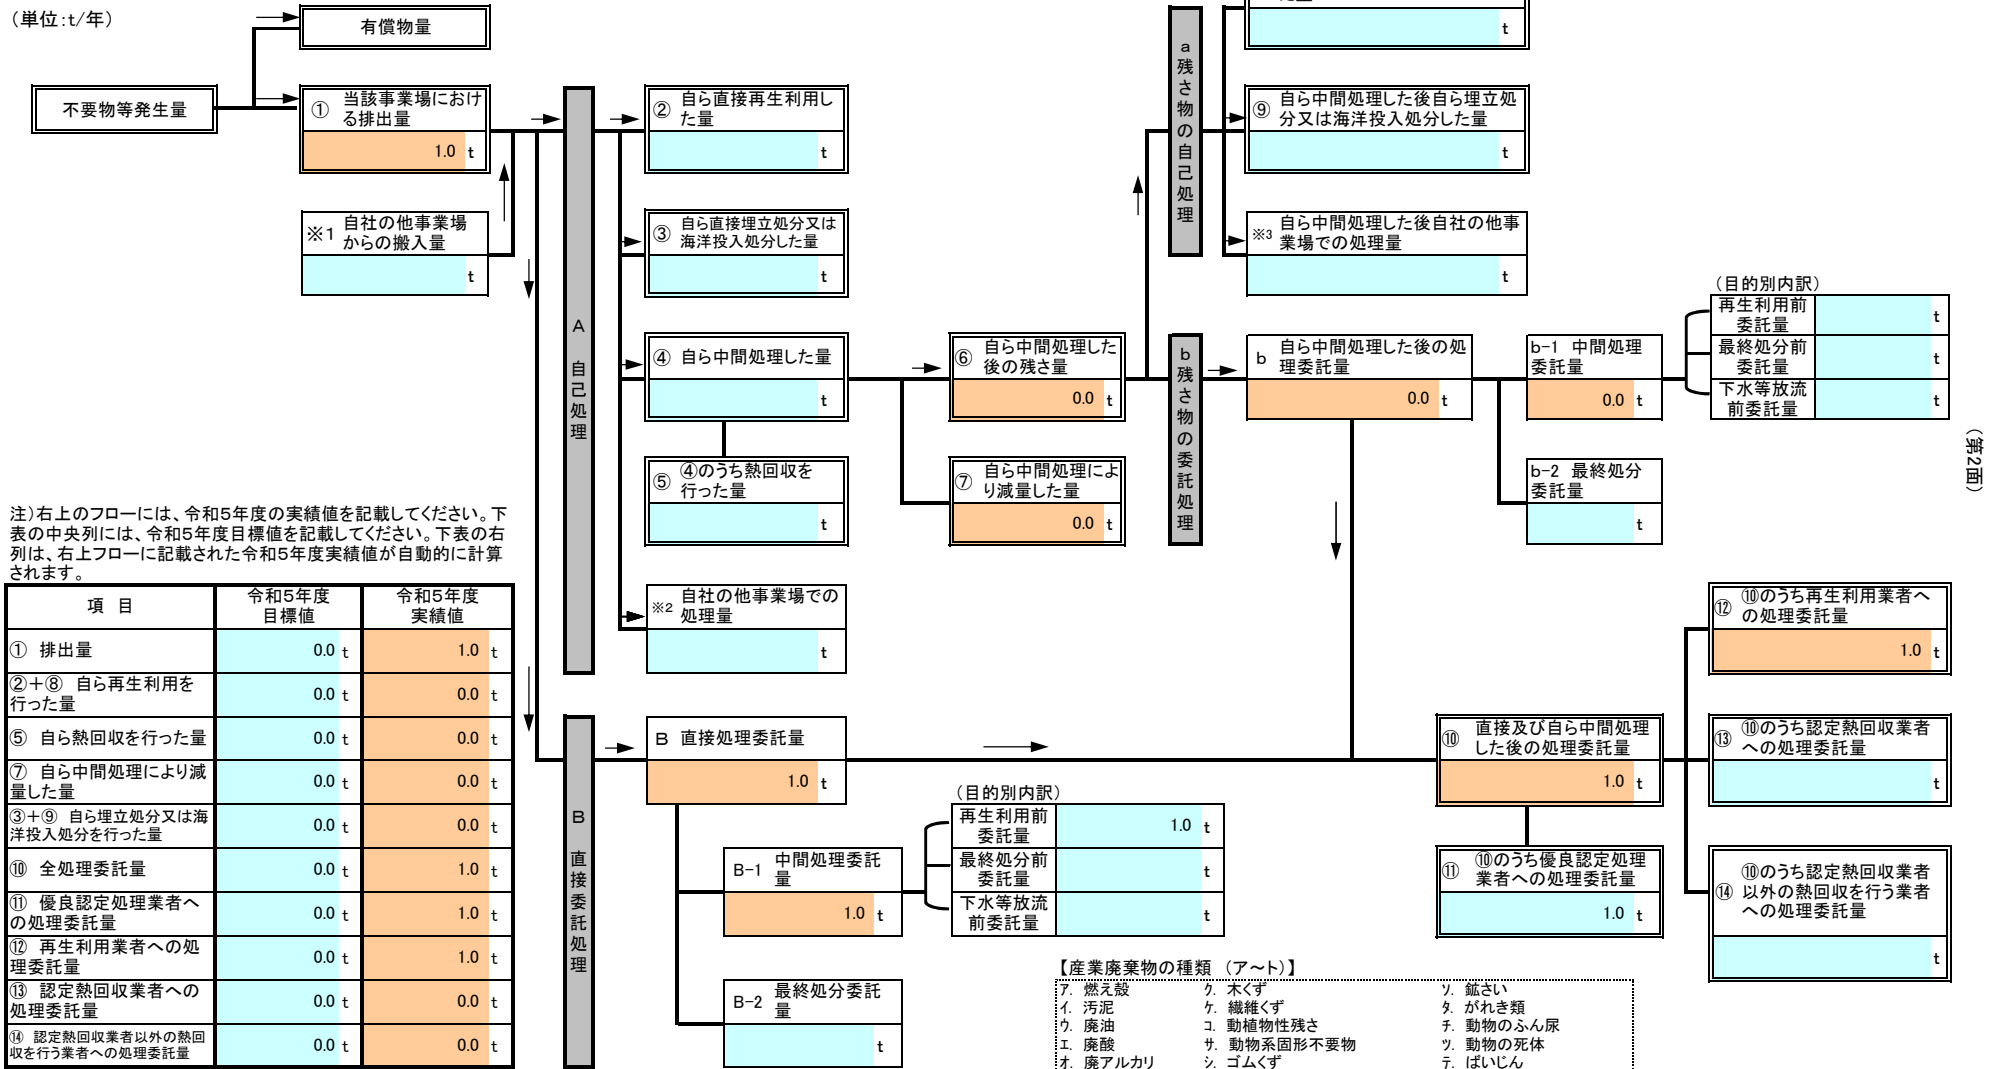 (単位:t/年)
有償物量
不要物等発生量
① 当該事業場におけ
る排出量
1.0 t
※1 自社の他事業場
からの搬入量
t
A 自己処理
② 自ら直接再生利用し
た量
t
③ 自ら直接埋立処分又は
海洋投入処分した量
t
④ 自ら中間処理した量
t
⑤ ④のうち熱回収を
行った量
t
※2 自社の他事業場での
処理量
t
⑥ 自ら中間処理した
後の残さ量
0.0 t
⑦ 自ら中間処理によ
り減量した量
0.0 t
a 残さ物の自己処理
t
⑨ 自ら中間処理した後自ら埋立処
分又は海洋投入処分した量
t
※3 自ら中間処理した後自社の他事
業場での処理量
t
b 残さ物の委託処理
b 自ら中間処理した後の処
理委託量
0.0 t
b-1 中間処理
委託量
0.0 t
b-2 最終処分
委託量
t
(目的別内訳)
再生利用前
委託量
t
最終処分前
委託量
t
下水等放流
前委託量
t
(第2面)
注)右上のフローには、令和5年度の実績値を記載してください。下
表の中央列には、令和5年度目標値を記載してください。下表の右
列は、右上フローに記載された令和5年度実績値が自動的に計算
されます。
項 目
令和5年度
目標値
令和5年度
実績値
① 排出量 0.0 t 1.0 t
②+⑧ 自ら再生利用を
行った量 0.0 t 0.0 t
⑤ 自ら熱回収を行った量 0.0 t 0.0 t
⑦ 自ら中間処理により減
量した量 0.0 t 0.0 t
③+⑨ 自ら埋立処分又は海
洋投入処分を行った量 0.0 t 0.0 t
⑩ 全処理委託量 0.0 t 1.0 t
⑪ 優良認定処理業者へ
の処理委託量 0.0 t 1.0 t
⑫ 再生利用業者への処
理委託量 0.0 t 1.0 t
⑬ 認定熱回収業者への
処理委託量 0.0 t 0.0 t
⑭ 認定熱回収業者以外の熱回
収を行う業者への処理委託量 0.0 t 0.0 t
B 直接委託処理
B 直接処理委託量
1.0 t
B-1 中間処理委託
量
1.0 t
B-2 最終処分委託
量
t
(目的別内訳)
再生利用前
委託量
1.0 t
最終処分前
委託量
t
下水等放流
前委託量
t
⑩ 直接及び自ら中間処理
した後の処理委託量
1.0 t
⑪ ⑩のうち優良認定処理
業者への処理委託量
1.0 t
⑫ ⑩のうち再生利用業者へ
の処理委託量
1.0 t
⑬ ⑩のうち認定熱回収業者
への処理委託量
t
⑭ ⑩のうち認定熱回収業者
以外の熱回収を行う業者
への処理委託量
t
【産業廃棄物の種類 (ア~ト)】
ア. 燃え殻 ク. 木くず ソ. 鉱さい
イ. 汚泥 ケ. 繊維くず タ. がれき類
ウ. 廃油 コ. 動植物性残さ チ. 動物のふん尿
エ. 廃酸 サ. 動物系固形不要物 ツ. 動物の死体
オ. 廃アルカリ シ. ゴムくず テ. ばいじん